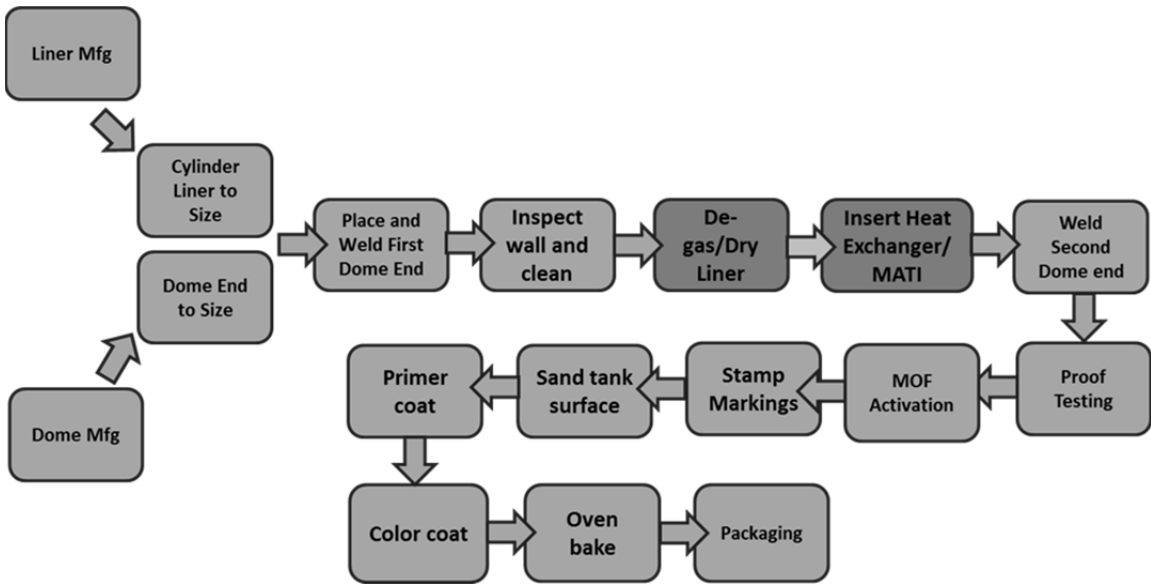 Liner Mfg
Cylinder
Liner to
Size
Dome End
to Size
Dome Mfg
Place and
Weld First
Dome End
Inspect
wall and
clean
De-
gas/Dry
Liner
Insert Heat
Exchanger/
MATI
Weld
Second
Dome end
Proof
Testing
MOF
Activation
Stamp
Markings
Sand tank
surface
Primer
coat
Color coat
Oven
bake
Packaging